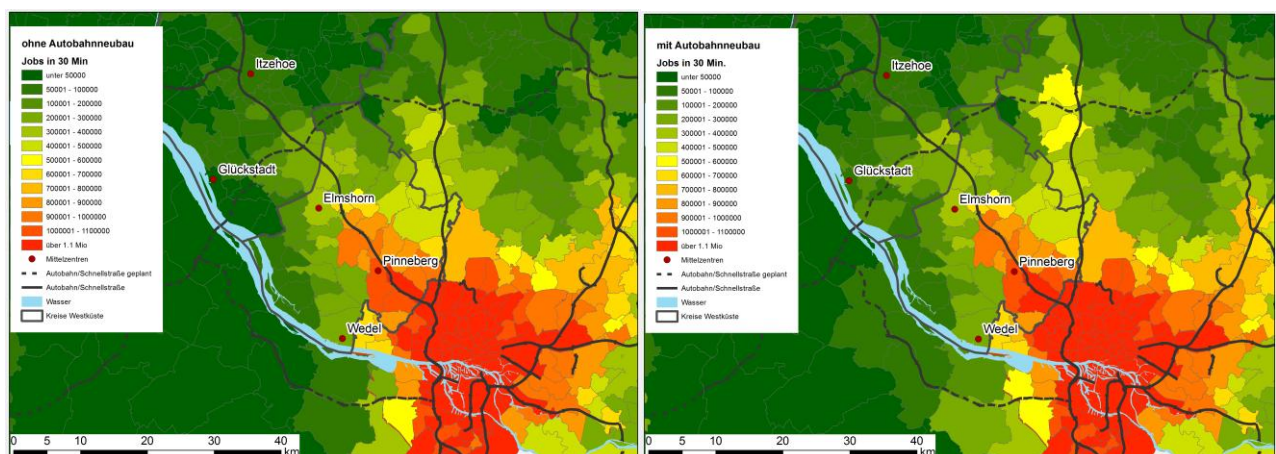 ohne Autobahnneubau
Jobs in 30 Min
unter 50000
50001 - 100000
100001 - 200000
200001 - 300000
300001 - 400000
400001 - 500000
500001 - 600000
600001 - 700000
700001 - 800000
800001 - 900000
900001 - 1000000
1000001 - 1100000
über 1.1 Mio
Mittelzentren
Autobahn/Schnellstraße geplant
Autobahn/Schnellstraße
Wasser
Kreise Westküste
Itzehoe
Glückstadt
Elmshorn
Pinneberg
Wedel
0 5 10 20 30 40
km
mit Autobahnneubau
Jobs in 30 Min.
unter 50000
50001 - 100000
100001 - 200000
200001 - 300000
300001 - 400000
400001 - 500000
500001 - 600000
600001 - 700000
700001 - 800000
800001 - 900000
900001 - 1000000
1000001 - 1100000
über 1.1 Mio
Mittelzentren
Autobahn/Schnellstraße geplant
Autobahn/Schnellstraße
Wasser
Kreise Westküste
Itzehoe
Glückstadt
Elmshorn
Pinneberg
Wedel
0 5 10 20 30 40
km